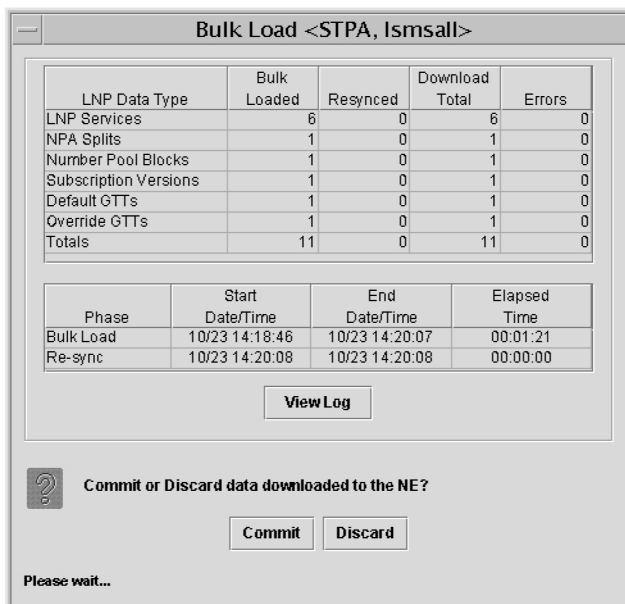 Bulk Load <STPA, lsmsall>
Bulk Download
LNP Data Type Loaded Resynced Total Errors
LNP Services 6 0 6 0
NPA Splits 1 0 1 0
Number Pool Blocks 1 0 1 0
Subscription Versions 1 0 1 0
Default GTTs 1 0 1 0
Override GTTs 1 0 1 0
Totals 11 0 11 0
Start End Elapsed
Phase Date/Time Date/Time Time
Bulk Load 10/23 14:18:46 10/23 14:20:07 00:01:21
Re-sync 10/23 14:20:08 10/23 14:20:08 00:00:00
View Log
Commit or Discard data downloaded to the NE?
Commit Discard
Please wait...